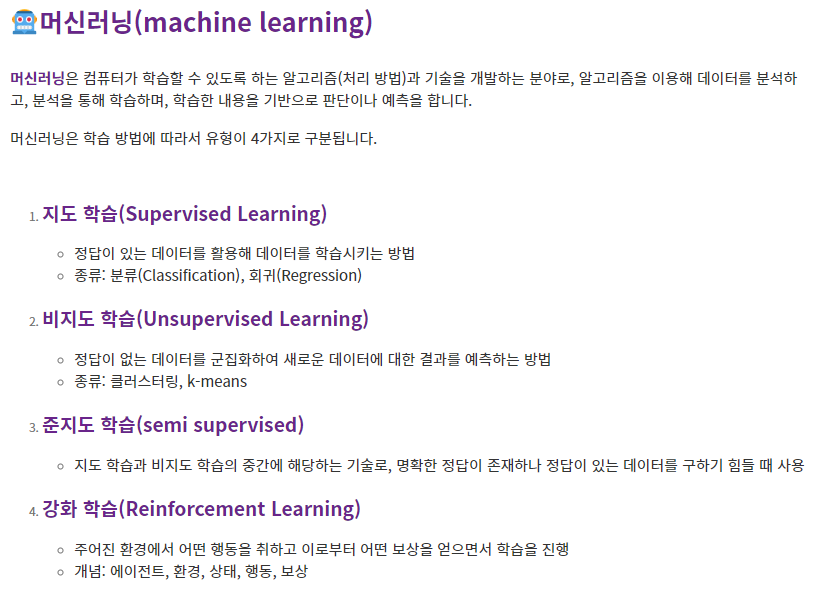 머신러닝(machine learning)
머신러닝은 컴퓨터가 학습할 수 있도록 하는 알고리즘(처리 방법)과 기술을 개발하는 분야로, 알고리즘을 이용해 데이터를 분석하
고, 분석을 통해 학습하며, 학습한 내용을 기반으로 판단이나 예측을 합니다.
머신러닝은 학습 방법에 따라서 유형이 4가지로 구분됩니다.
1. 지도 학습(Supervised Learning)
정답이 있는 데이터를 활용해 데이터를 학습시키는 방법
종류: 분류(Classification), 회귀(Regression)
2. 비지도 학습(Unsupervised Learning)
정답이 없는 데이터를 군집화하여 새로운 데이터에 대한 결과를 예측하는 방법
종류: 클러스터링, k-means
3. 준지도 학습(semi supervised)
지도 학습과 비지도 학습의 중간에 해당하는 기술로, 명확한 정답이 존재하나 정답이 있는 데이터를 구하기 힘들 때 사용
4. 강화 학습(Reinforcement Learning)
주어진 환경에서 어떤 행동을 취하고 이로부터 어떤 보상을 얻으면서 학습을 진행
개념: 에이전트, 환경, 상태, 행동, 보상